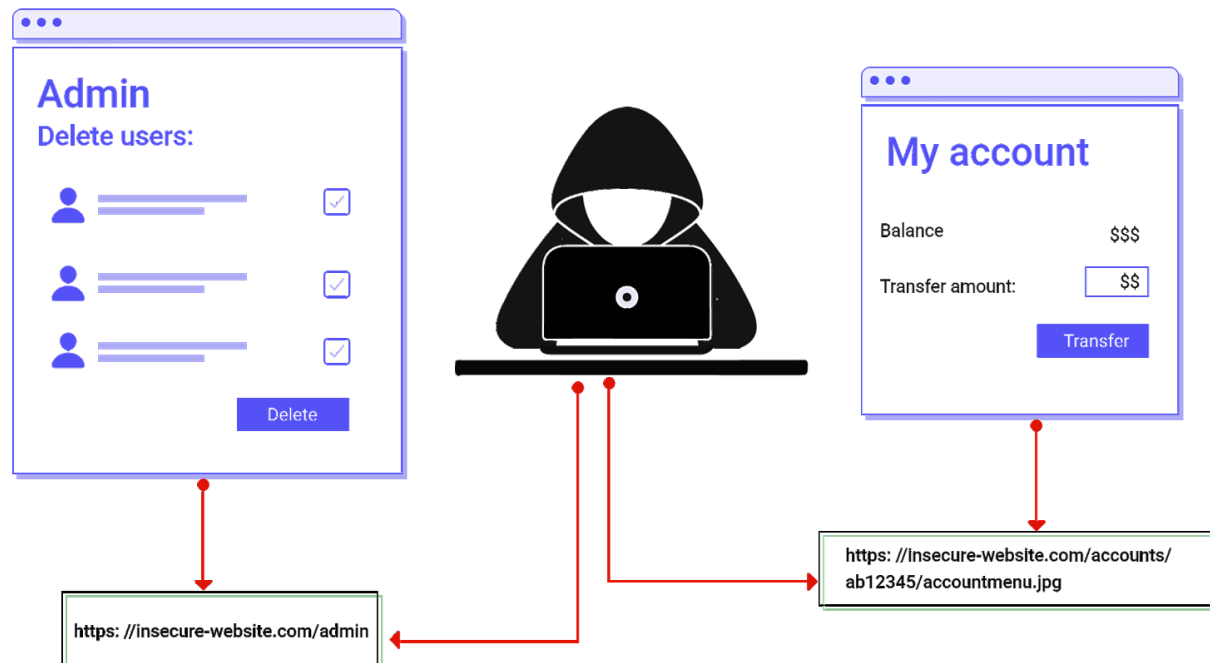 Admin
Delete users:
Delete
https: //insecure-website.com/admin
My account
Balance $$$
Transfer amount: $$
Transfer
https: //insecure-website.com/accounts/
ab12345/accountmenu.jpg